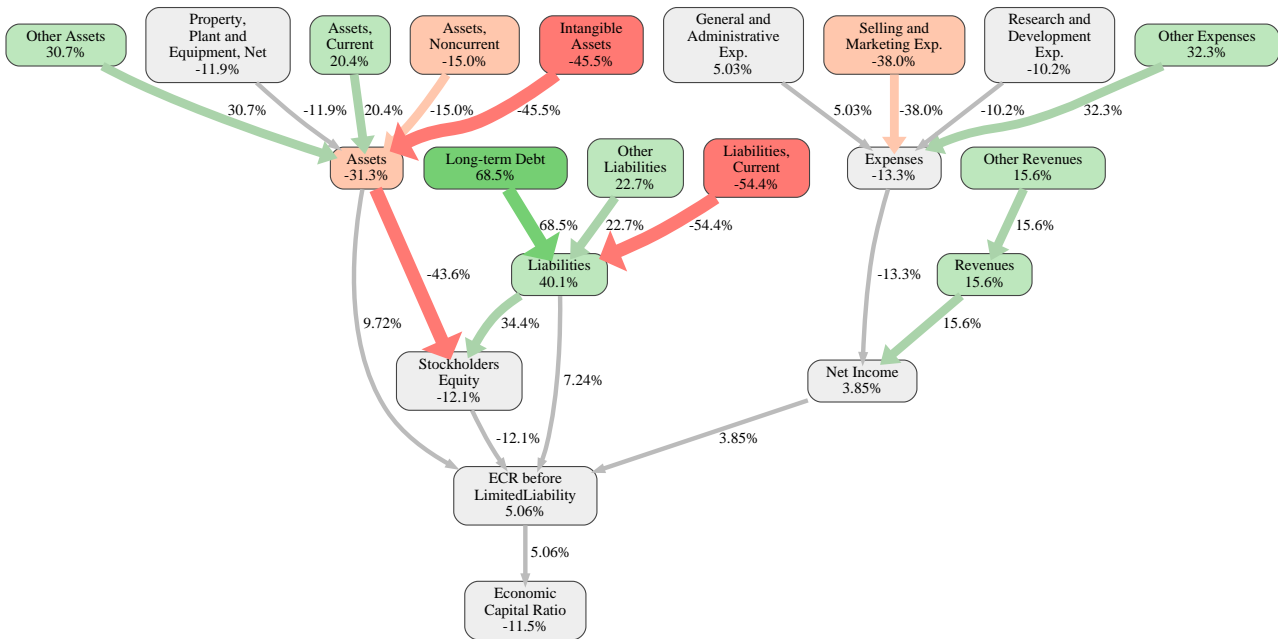 Other Assets
30.7%
Property,
Plant and
Equipment, Net
-11.9%
Assets,
Current
20.4%
Assets,
Noncurrent
-15.0%
Intangible
Assets
-45.5%
General and
Administrative Exp.
5.03%
Selling and
Marketing Exp.
-38.0%
Research and
Development
Exp.
-10.2%
Other Expenses
32.3%
30.7%
-11.9%
20.4%
-15.0%
-45.5%
5.03%
-38.0%
-10.2%
32.3%
Assets
-31.3%
Long-term Debt
68.5%
Other
Liabilities
22.7%
Liabilities,
Current
-54.4%
Expenses
-13.3%
Other Revenues
15.6%
68.5%
22.7%
-54.4%
15.6%
-43.6%
Liabilities
40.1%
-13.3%
Revenues
15.6%
9.72%
34.4%
15.6%
Stockholders
Equity
-12.1%
7.24%
Net Income
3.85%
-12.1%
3.85%
ECR before
LimitedLiability
5.06%
5.06%
Economic
Capital Ratio
-11.5%